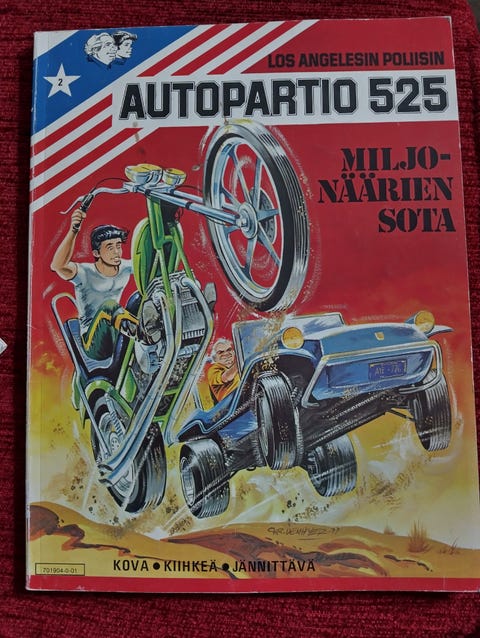 2
LOS ANGELESIN POLIISIN
AUTOPARTIO 525
MILJO-
NÄÄRIEN
SOTA
KOVA • KIIHKEÄ • JÄNNITTÄVÄ
701904-0-01